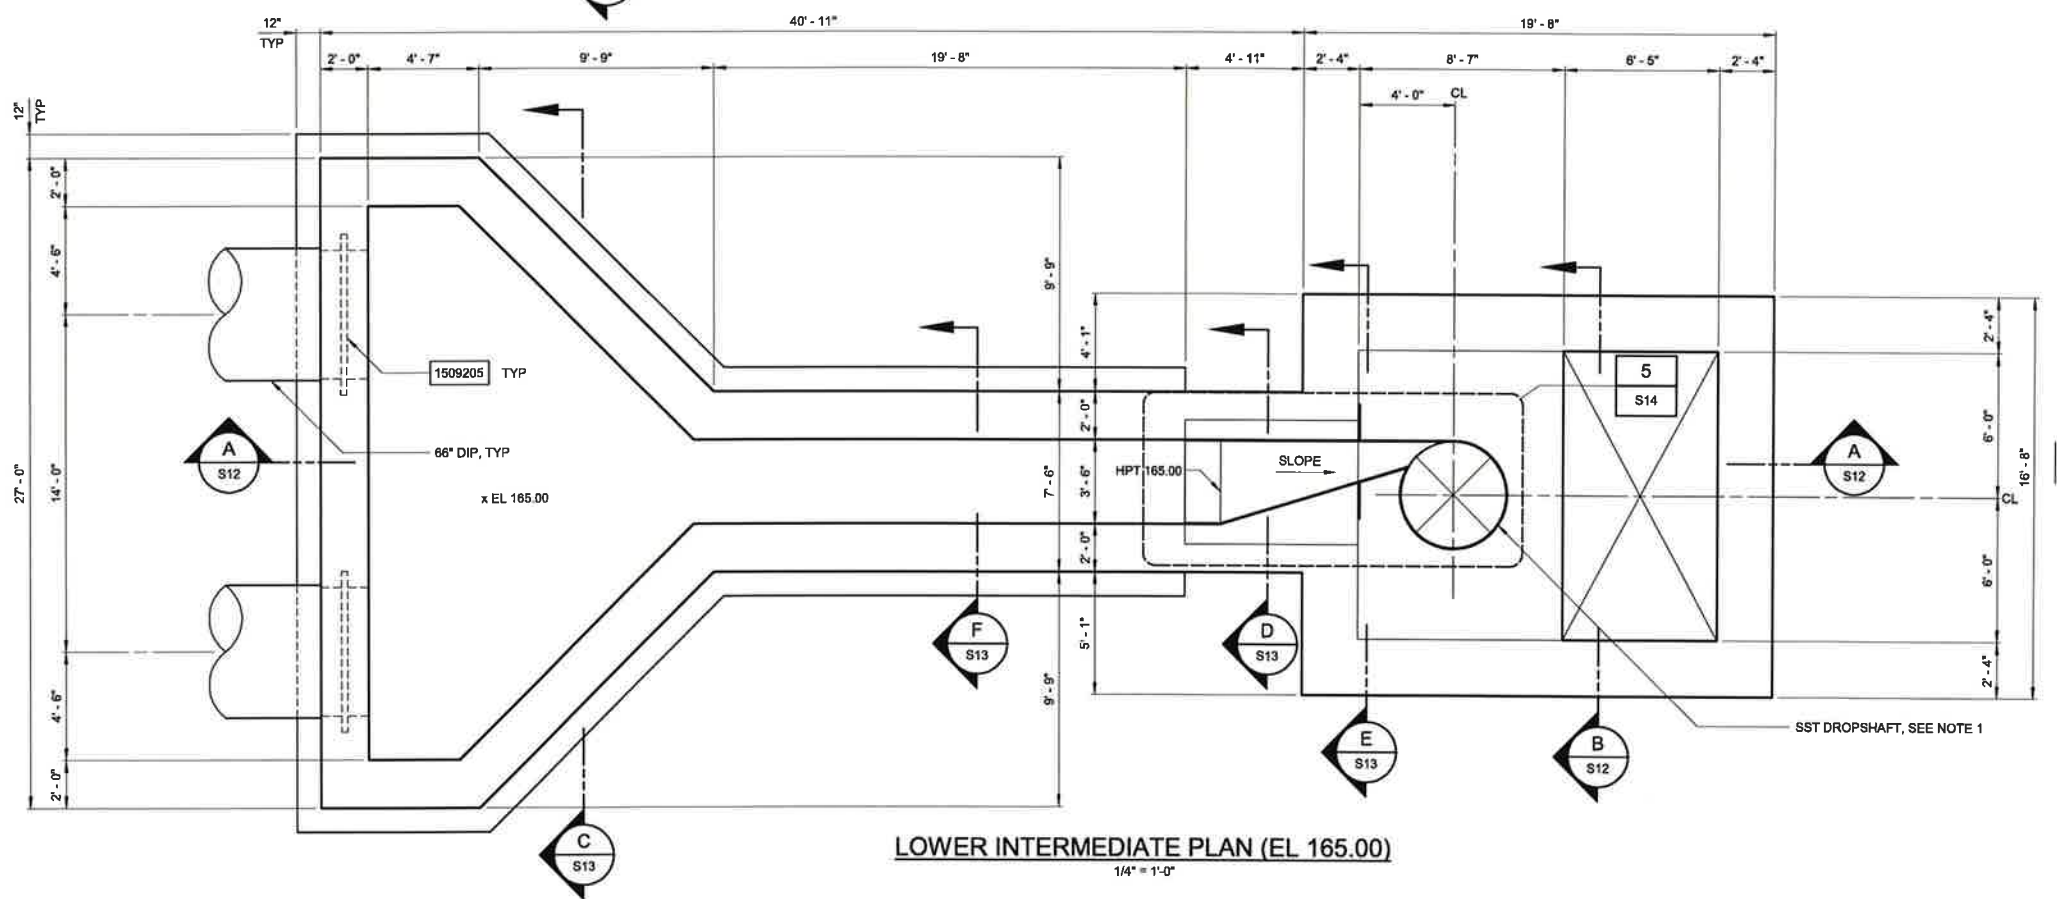 12"
TYP
40' - 11"
19' - 8"
2' - 0"
4' - 7"
9' - 9"
19' - 8"
4' - 11"
2' - 4"
8' - 7"
6' - 5"
2' - 4"
4' - 0"
CL
12"
TYP
27' - 0"
2' - 0"
4' - 6"
14' - 0"
4' - 6"
2' - 0"
1509205 TYP
66" DIP, TYP
x EL 165.00
A
S12
9' - 9"
7' - 6"
9' - 9"
4' - 1"
2' - 0"
3' - 6"
2' - 0"
5' - 1"
HPT 165.00
SLOPE
5
S14
2' - 4"
6' - 0"
6' - 0"
2' - 4"
16' - 8"
CL
A
S12
F
S13
D
S13
E
S13
B
S12
C
S13
SST DROPSHAFT, SEE NOTE 1
LOWER INTERMEDIATE PLAN (EL 165.00)
1/4" = 1'-0"